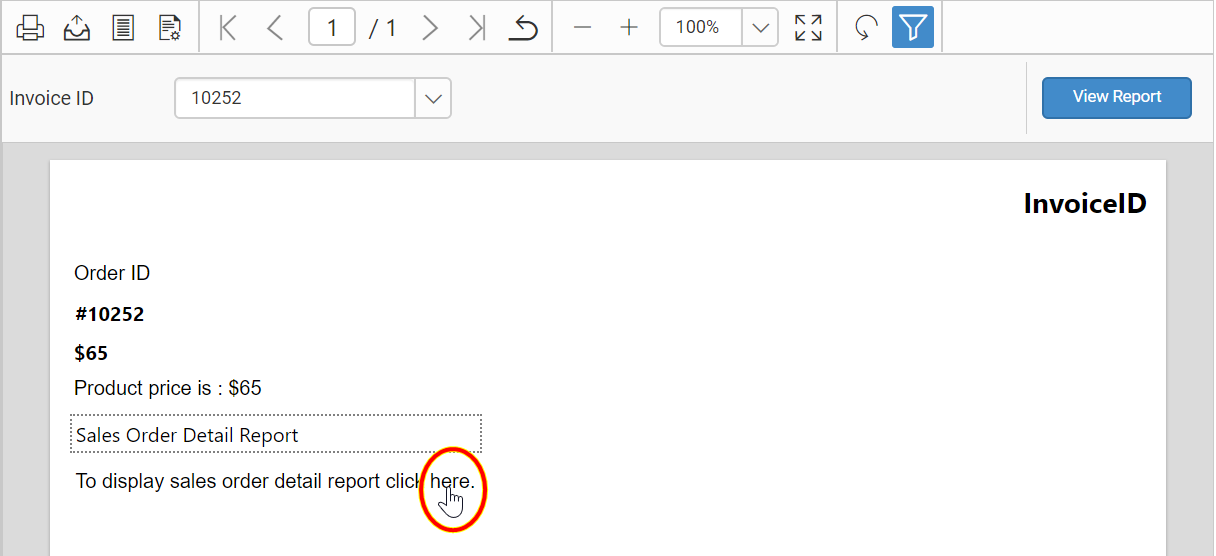 1 / 1 100%
Invoice ID 10252 View Report
InvoiceID
Order ID
#10252
$65
Product price is : $65
Sales Order Detail Report
To display sales order detail report click here.